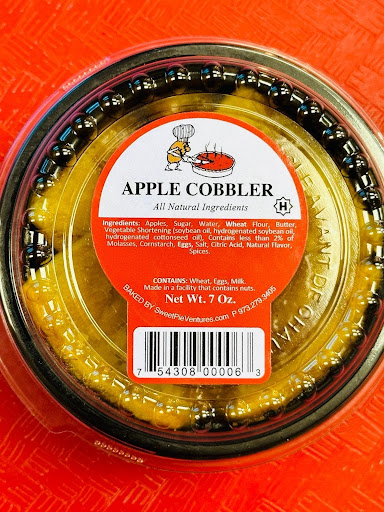 APPLE COBBLER
All Natural Ingredients
H
Ingredients: Apples, Sugar, Water, Wheat Flour, Butter,
Vegetable Shortening (soybean oil, hydrogenated soybean oil,
hydrogenated cottonseed oil), Contains less than 2% of
Molasses, Cornstarch, Eggs, Salt, Citric Acid, Natural Flavor,
Spices.
CONTAINS: Wheat, Eggs, Milk.
Made in a facility that contains nuts.
Net Wt. 7 Oz.
BAKED BY SweetPieVentures.com P 973.279.3495
7 54308 00006 3